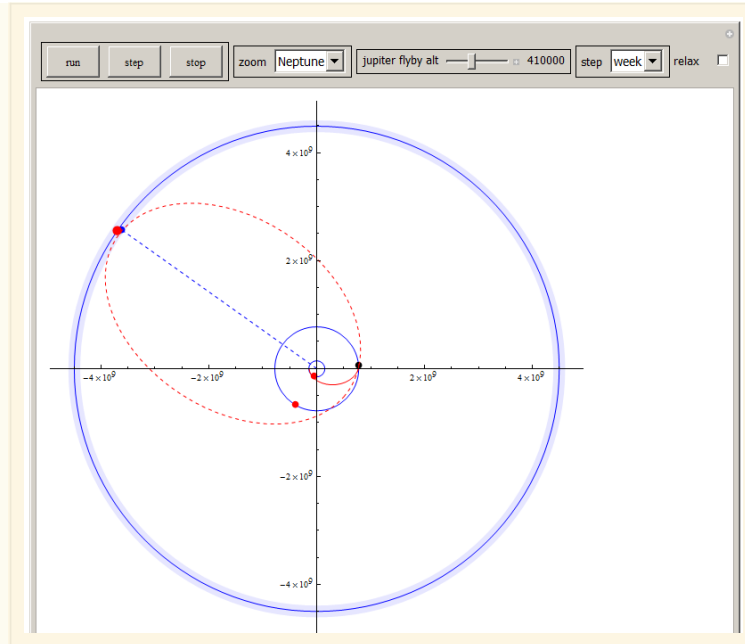 run step stop zoom Neptune jupiter flyby alt 410000 step week relax
4×10⁹
2×10⁹
−4×10⁹ −2×10⁹ 2×10⁹ 4×10⁹
−2×10⁹
−4×10⁹